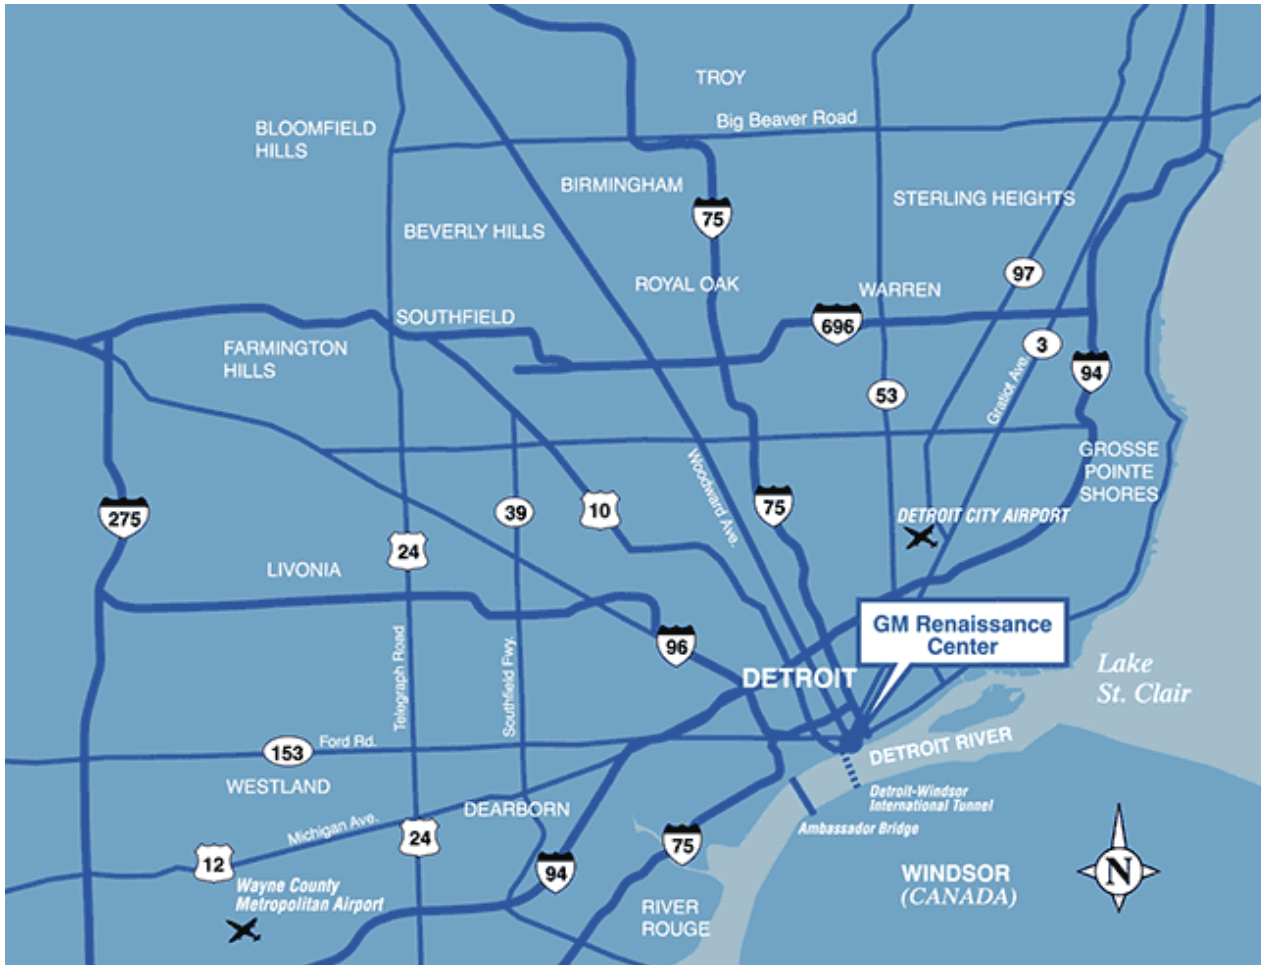 TROY
Big Beaver Road
BLOOMFIELD
HILLS
BIRMINGHAM
STERLING HEIGHTS
75
BEVERLY HILLS
97
ROYAL OAK
WARREN
SOUTHFIELD
696
3
FARMINGTON
HILLS
94
53
Gratiot Ave.
GROSSE
POINTE
SHORES
Woodward Ave.
275
39
10
75
DETROIT CITY AIRPORT
24
LIVONIA
GM Renaissance
Center
96
Telegraph Road
Southfield Fwy.
DETROIT
Lake
St. Clair
153
Ford Rd.
DETROIT RIVER
WESTLAND
DEARBORN
Detroit-Windsor
International Tunnel
Michigan Ave.
Ambassador Bridge
24
75
12
94
WINDSOR
(CANADA)
N
Wayne County
Metropolitan Airport
RIVER
ROUGE